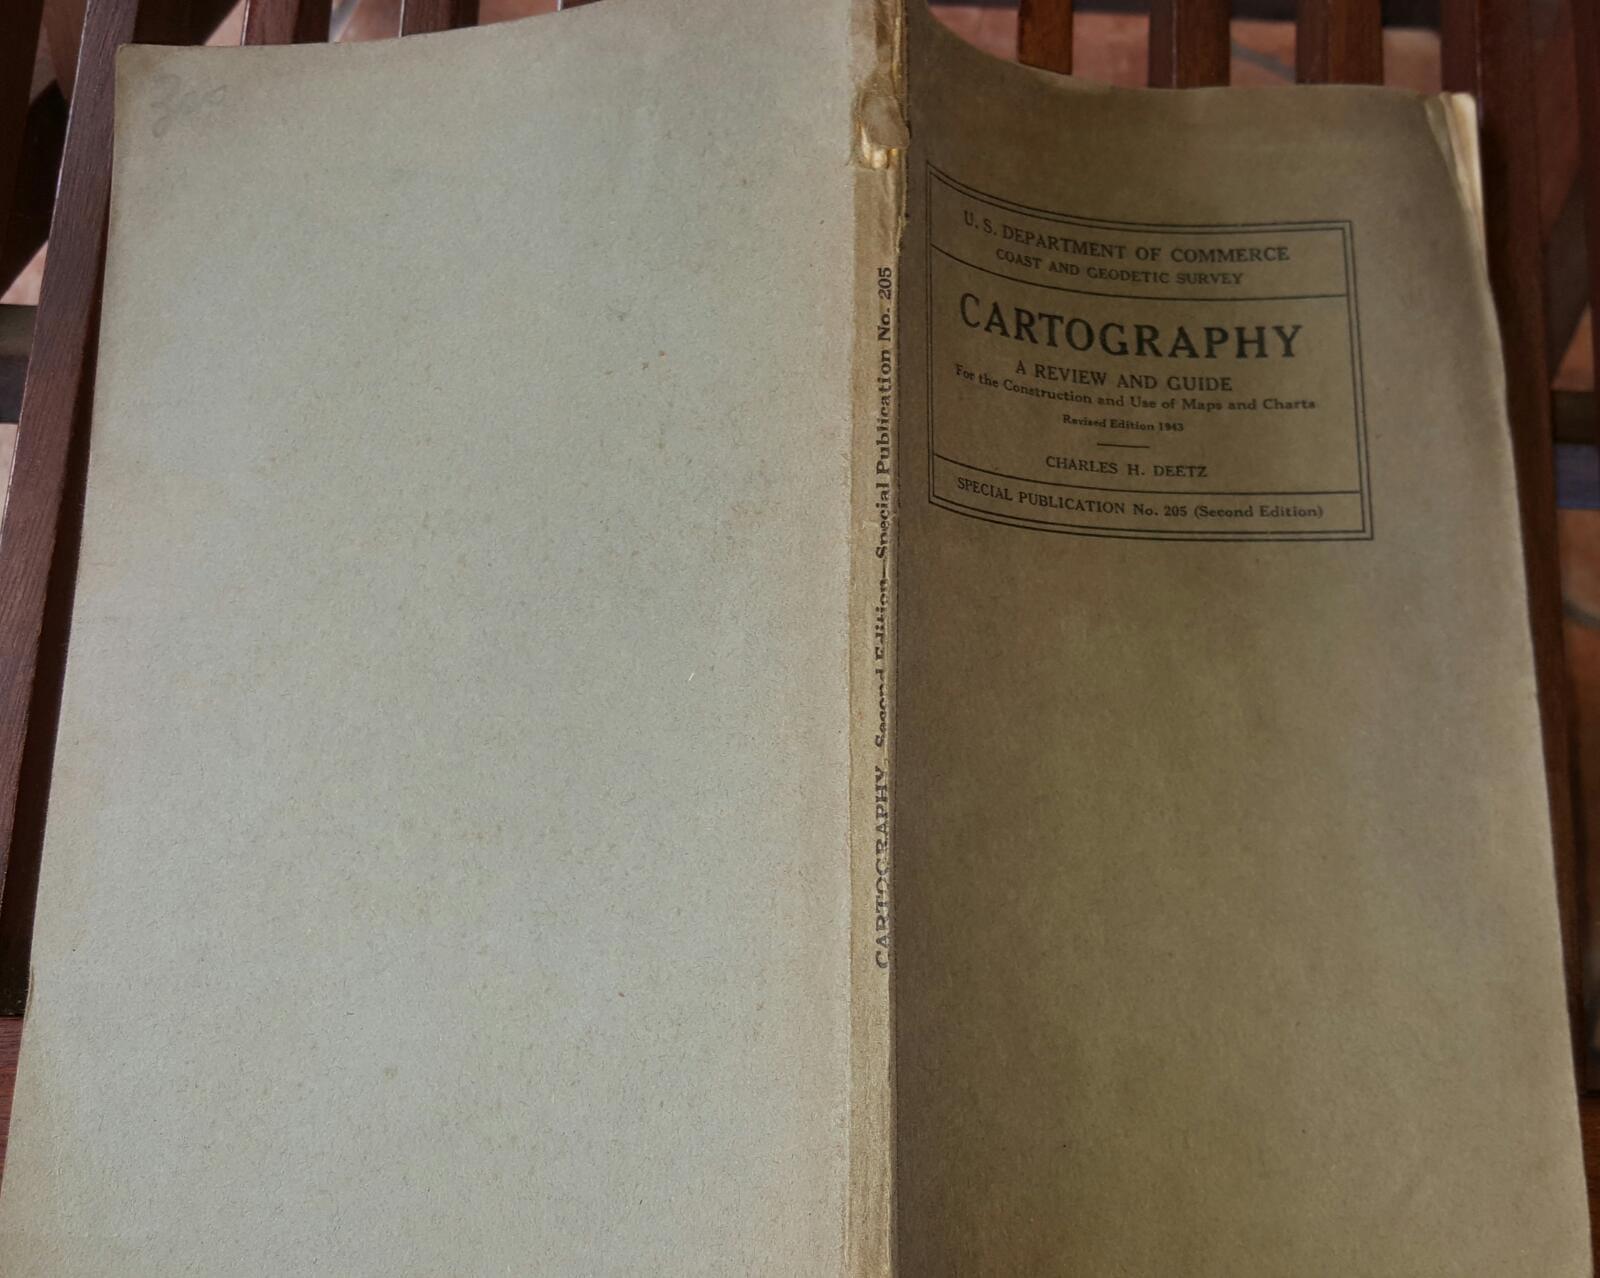 300
CARTOGRAPHY, Second Edition—Special Publication No. 205
U. S. DEPARTMENT OF COMMERCE
COAST AND GEODETIC SURVEY
CARTOGRAPHY
A REVIEW AND GUIDE
For the Construction and Use of Maps and Charts
Revised Edition 1943
CHARLES H. DEETZ
SPECIAL PUBLICATION No. 205 (Second Edition)